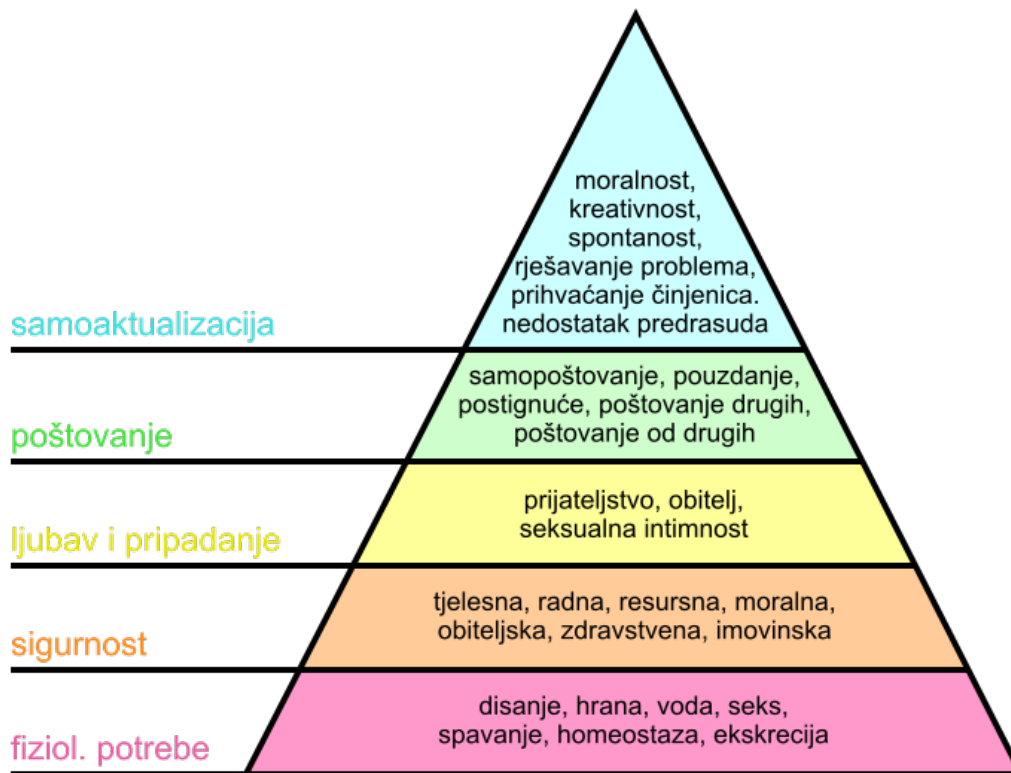 moralnost,
kreativnost,
spontanost,
rješavanje problema,
prihvaćanje činjenica.
nedostatak predrasuda
samoaktualizacija
samopoštovanje, pouzdanje,
postignuće, poštovanje drugih,
poštovanje od drugih
poštovanje
prijateljstvo, obitelj,
seksualna intimnost
ljubav i pripadanje
tjelesna, radna, resursna, moralna,
obiteljska, zdravstvena, imovinska
sigurnost
disanje, hrana, voda, seks,
spavanje, homeostaza, ekskrecija
fiziol. potrebe